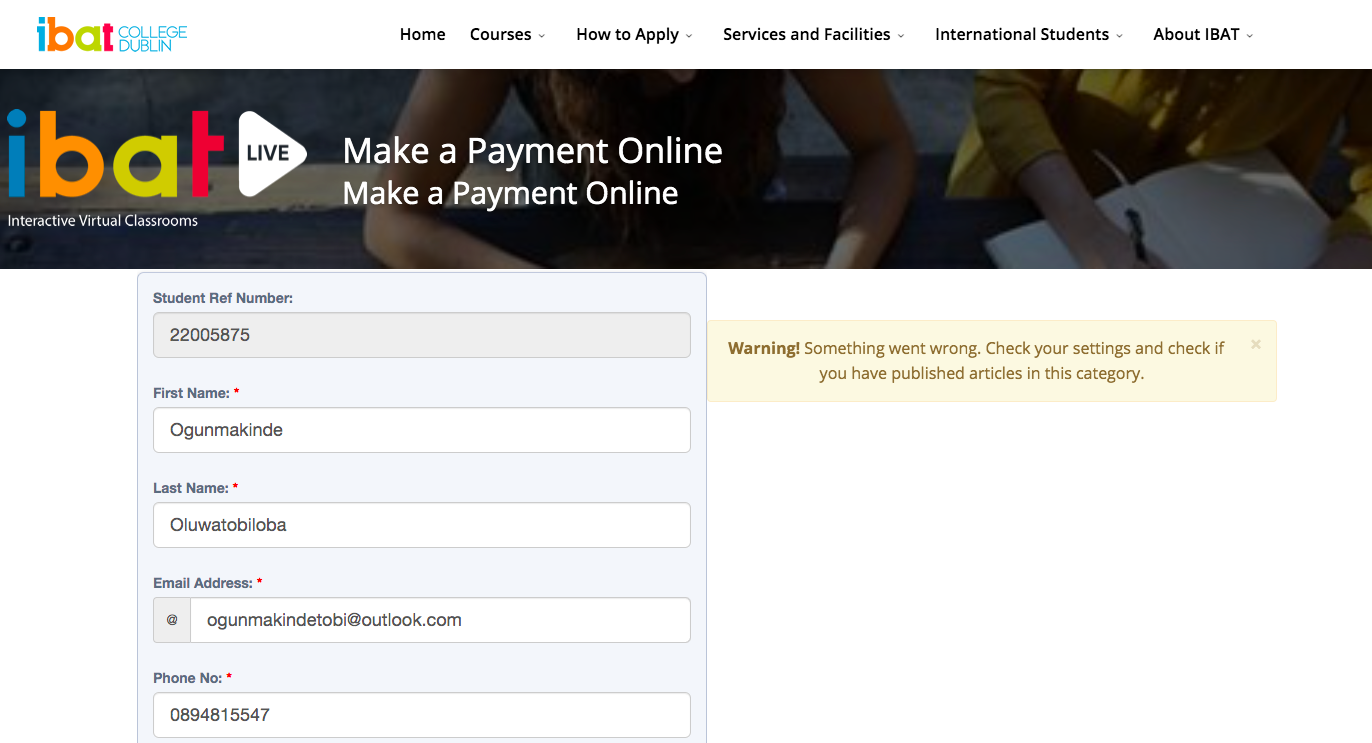 ibat COLLEGE DUBLIN
Home Courses How to Apply Services and Facilities International Students About IBAT
ibat LIVE
Interactive Virtual Classrooms
Make a Payment Online
Make a Payment Online
Student Ref Number:
22005875
First Name: *
Ogunmakinde
Last Name: *
Oluwatobiloba
Email Address: *
@ ogunmakindetobi@outlook.com
Phone No: *
0894815547
Warning! Something went wrong. Check your settings and check if ×
you have published articles in this category.